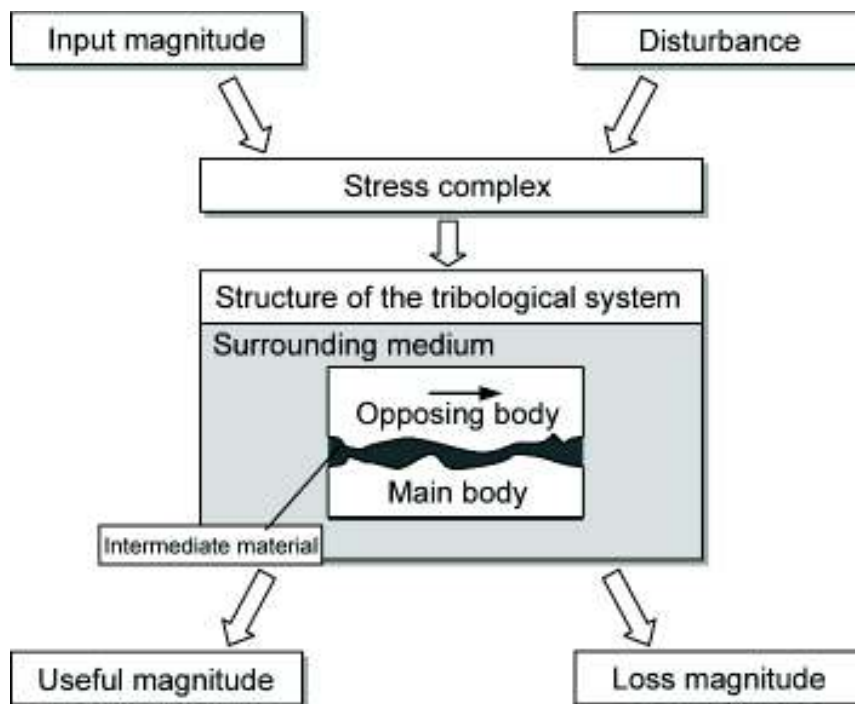 Input magnitude
Disturbance
Stress complex
Structure of the tribological system
Surrounding medium
Opposing body
Main body
Intermediate material
Useful magnitude
Loss magnitude